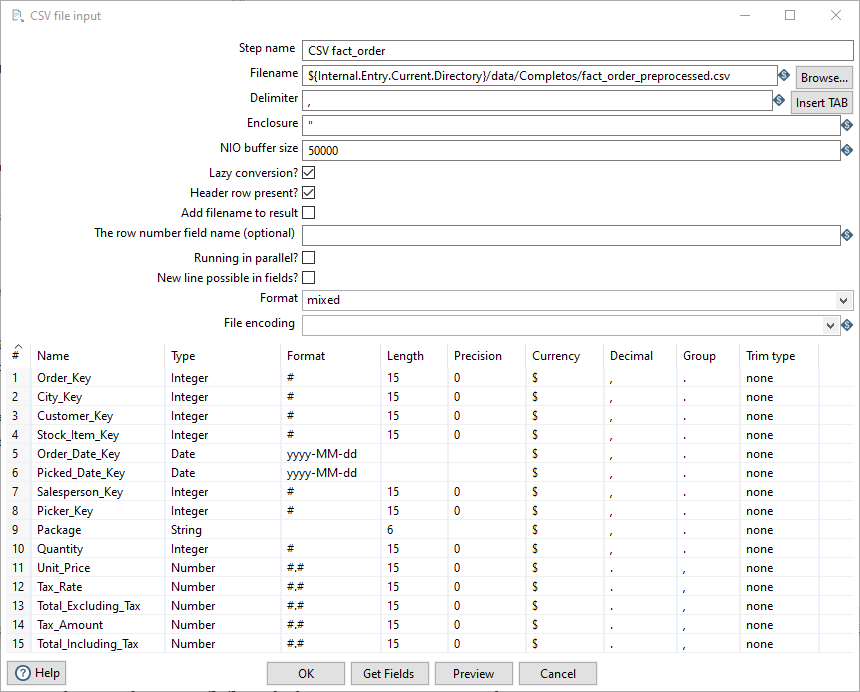 CSV file input
Step name CSV fact_order
Filename ${Internal.Entry.Current.Directory}/data/Completos/fact_order_preprocessed.csv Browse...
Delimiter , Insert TAB
Enclosure "
NIO buffer size 50000
Lazy conversion?
Header row present?
Add filename to result
The row number field name (optional)
Running in parallel?
New line possible in fields?
Format mixed
File encoding
# Name Type Format Length Precision Currency Decimal Group Trim type
1 Order_Key Integer # 15 0 $ , . none
2 City_Key Integer # 15 0 $ , . none
3 Customer_Key Integer # 15 0 $ , . none
4 Stock_Item_Key Integer # 15 0 $ , . none
5 Order_Date_Key Date yyyy-MM-dd $ , . none
6 Picked_Date_Key Date yyyy-MM-dd $ , . none
7 Salesperson_Key Integer # 15 0 $ , . none
8 Picker_Key Integer # 15 0 $ , . none
9 Package String 6 $ , . none
10 Quantity Integer # 15 0 $ , . none
11 Unit_Price Number #.# 15 0 $ . , none
12 Tax_Rate Number #.# 15 0 $ . , none
13 Total_Excluding_Tax Number #.# 15 0 $ . , none
14 Tax_Amount Number #.# 15 0 $ . , none
15 Total_Including_Tax Number #.# 15 0 $ . , none
Help OK Get Fields Preview Cancel